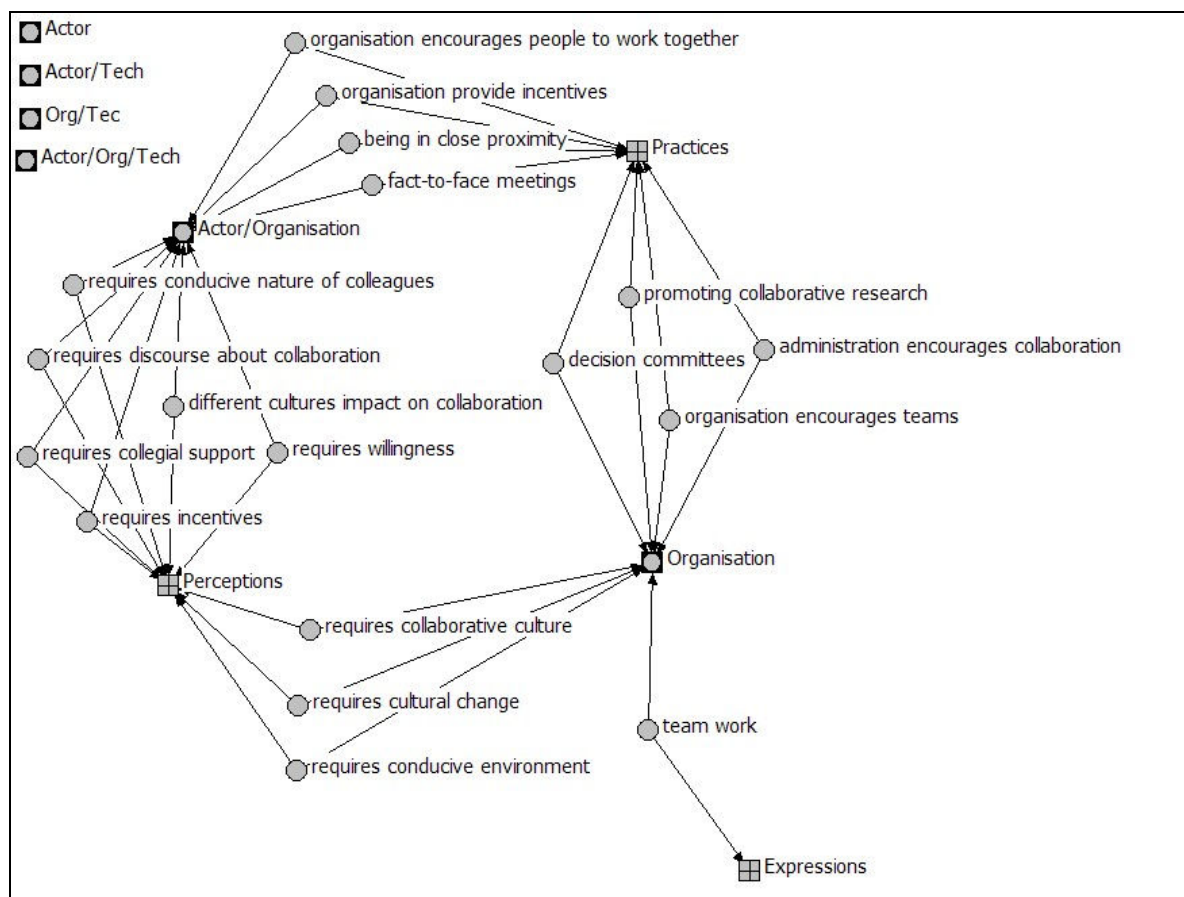 Actor
Actor/Tech
Org/Tec
Actor/Org/Tech
organisation encourages people to work together
organisation provide incentives
being in close proximity
fact-to-face meetings
Practices
Actor/Organisation
requires conducive nature of colleagues
promoting collaborative research
requires discourse about collaboration
decision committees
administration encourages collaboration
different cultures impact on collaboration
organisation encourages teams
requires collegial support
requires willingness
requires incentives
Perceptions
Organisation
requires collaborative culture
requires cultural change
team work
requires conducive environment
Expressions